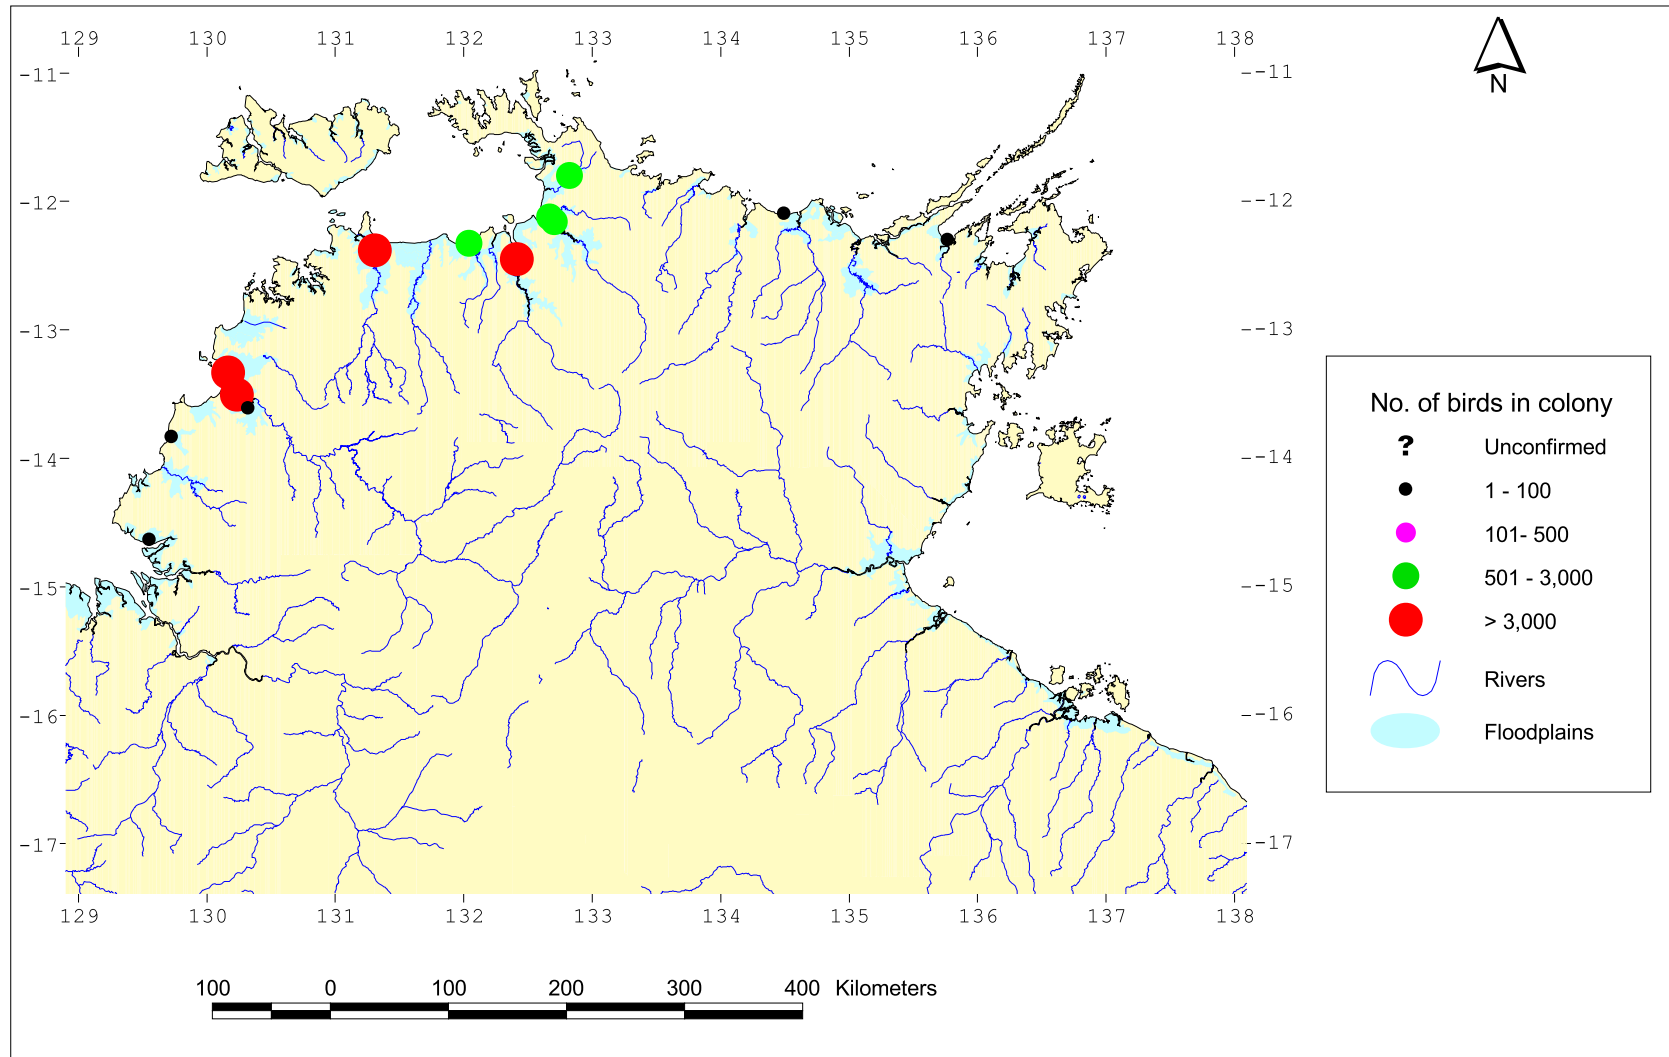 129 130 131 132 133 134 135 136 137 138
N
-11 -11
-12 -12
-13 -13
-14 -14
-15 -15
-16 -16
-17 -17
129 130 131 132 133 134 135 136 137 138
No. of birds in colony
? Unconfirmed
1 - 100
101- 500
501 - 3,000
> 3,000
Rivers
Floodplains
100 0 100 200 300 400 Kilometers